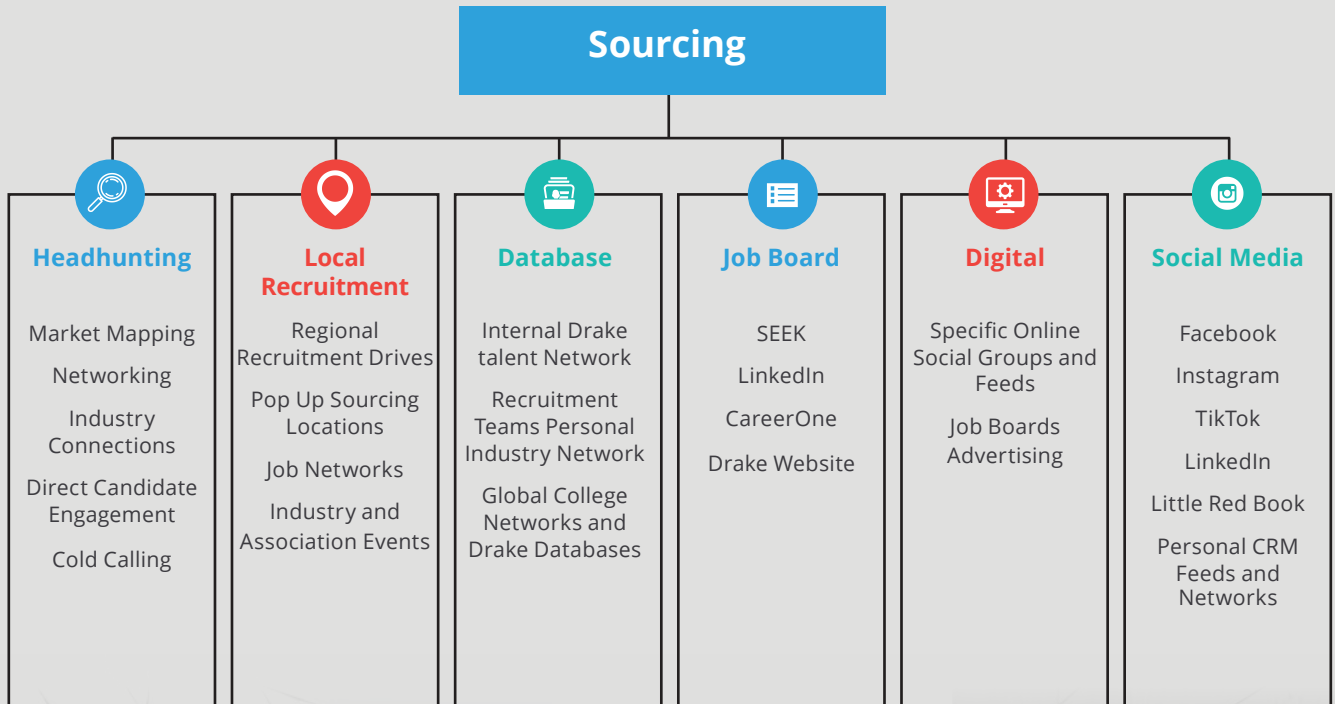 Sourcing
Headhunting
Market Mapping
Networking
Industry
Connections
Direct Candidate
Engagement
Cold Calling
Local
Recruitment
Regional
Recruitment Drives
Pop Up Sourcing
Locations
Job Networks
Industry and
Association Events
Database
Internal Drake
talent Network
Recruitment
Teams Personal
Industry Network
Global College
Networks and
Drake Databases
Job Board
SEEK
LinkedIn
CareerOne
Drake Website
Digital
Specific Online
Social Groups and
Feeds
Job Boards
Advertising
Social Media
Facebook
Instagram
TikTok
LinkedIn
Little Red Book
Personal CRM
Feeds and
Networks